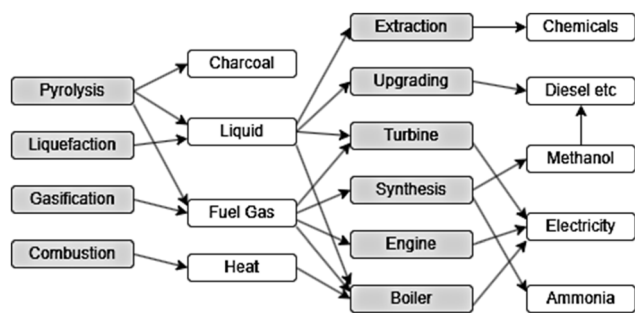 Pyrolysis
Liquefaction
Gasification
Combustion
Charcoal
Liquid
Fuel Gas
Heat
Extraction
Upgrading
Turbine
Synthesis
Engine
Boiler
Chemicals
Diesel etc
Methanol
Electricity
Ammonia